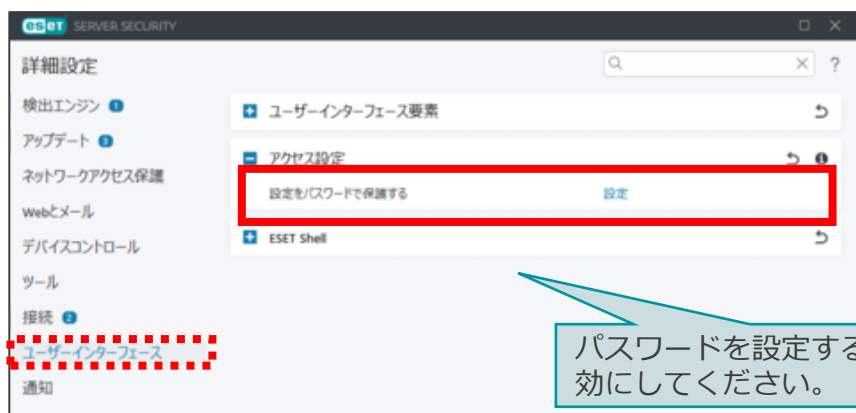 eset SERVER SECURITY
詳細設定
?
検出エンジン 1
アップデート 3
ネットワークアクセス保護
Webとメール
デバイスコントロール
ツール
接続 2
ユーザーインターフェース
通知
ユーザーインターフェース要素
アクセス設定
設定をパスワードで保護する 設定
ESET Shell
パスワードを設定する
効にしてください。